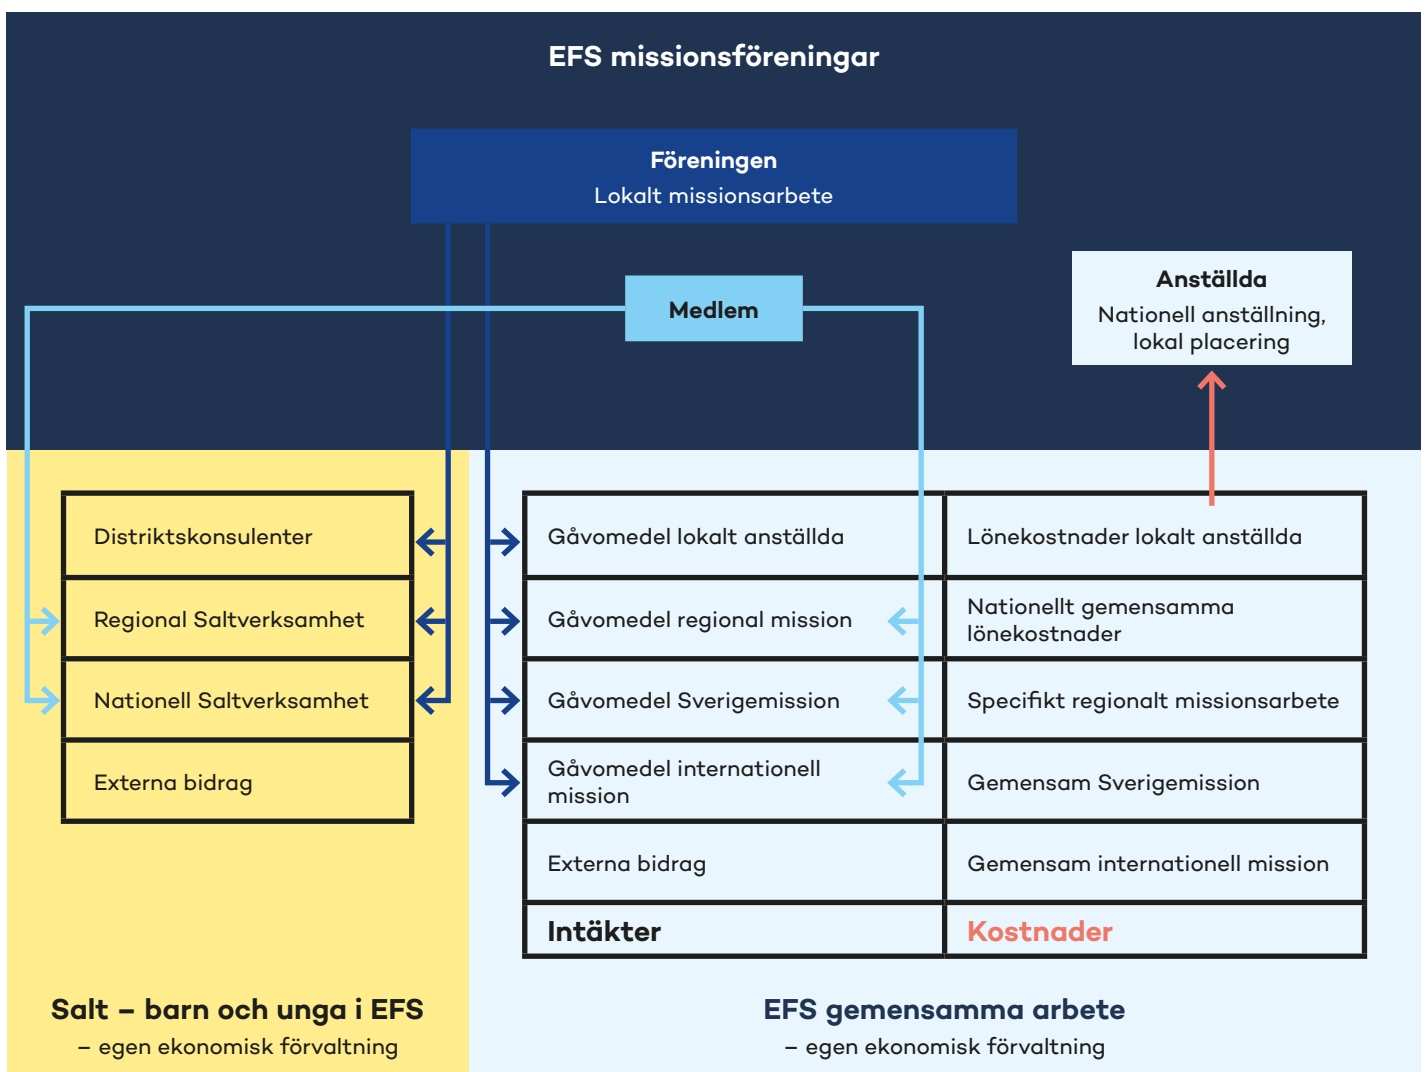 EFS missionsföreningar
Föreningen
Lokalt missionsarbete
Medlem
Anställda
Nationell anställning,
lokal placering
Distriktskonsulenter
Regional Saltverksamhet
Nationell Saltverksamhet
Externa bidrag
Gåvomedel lokalt anställda
Lönekostnader lokalt anställda
Gåvomedel regional mission
Nationellt gemensamma
lönekostnader
Gåvomedel Sverigemission
Specifikt regionalt missionsarbete
Gåvomedel internationell
mission
Gemensam Sverigemission
Externa bidrag
Gemensam internationell mission
Intäkter
Kostnader
Salt – barn och unga i EFS
– egen ekonomisk förvaltning
EFS gemensamma arbete
– egen ekonomisk förvaltning